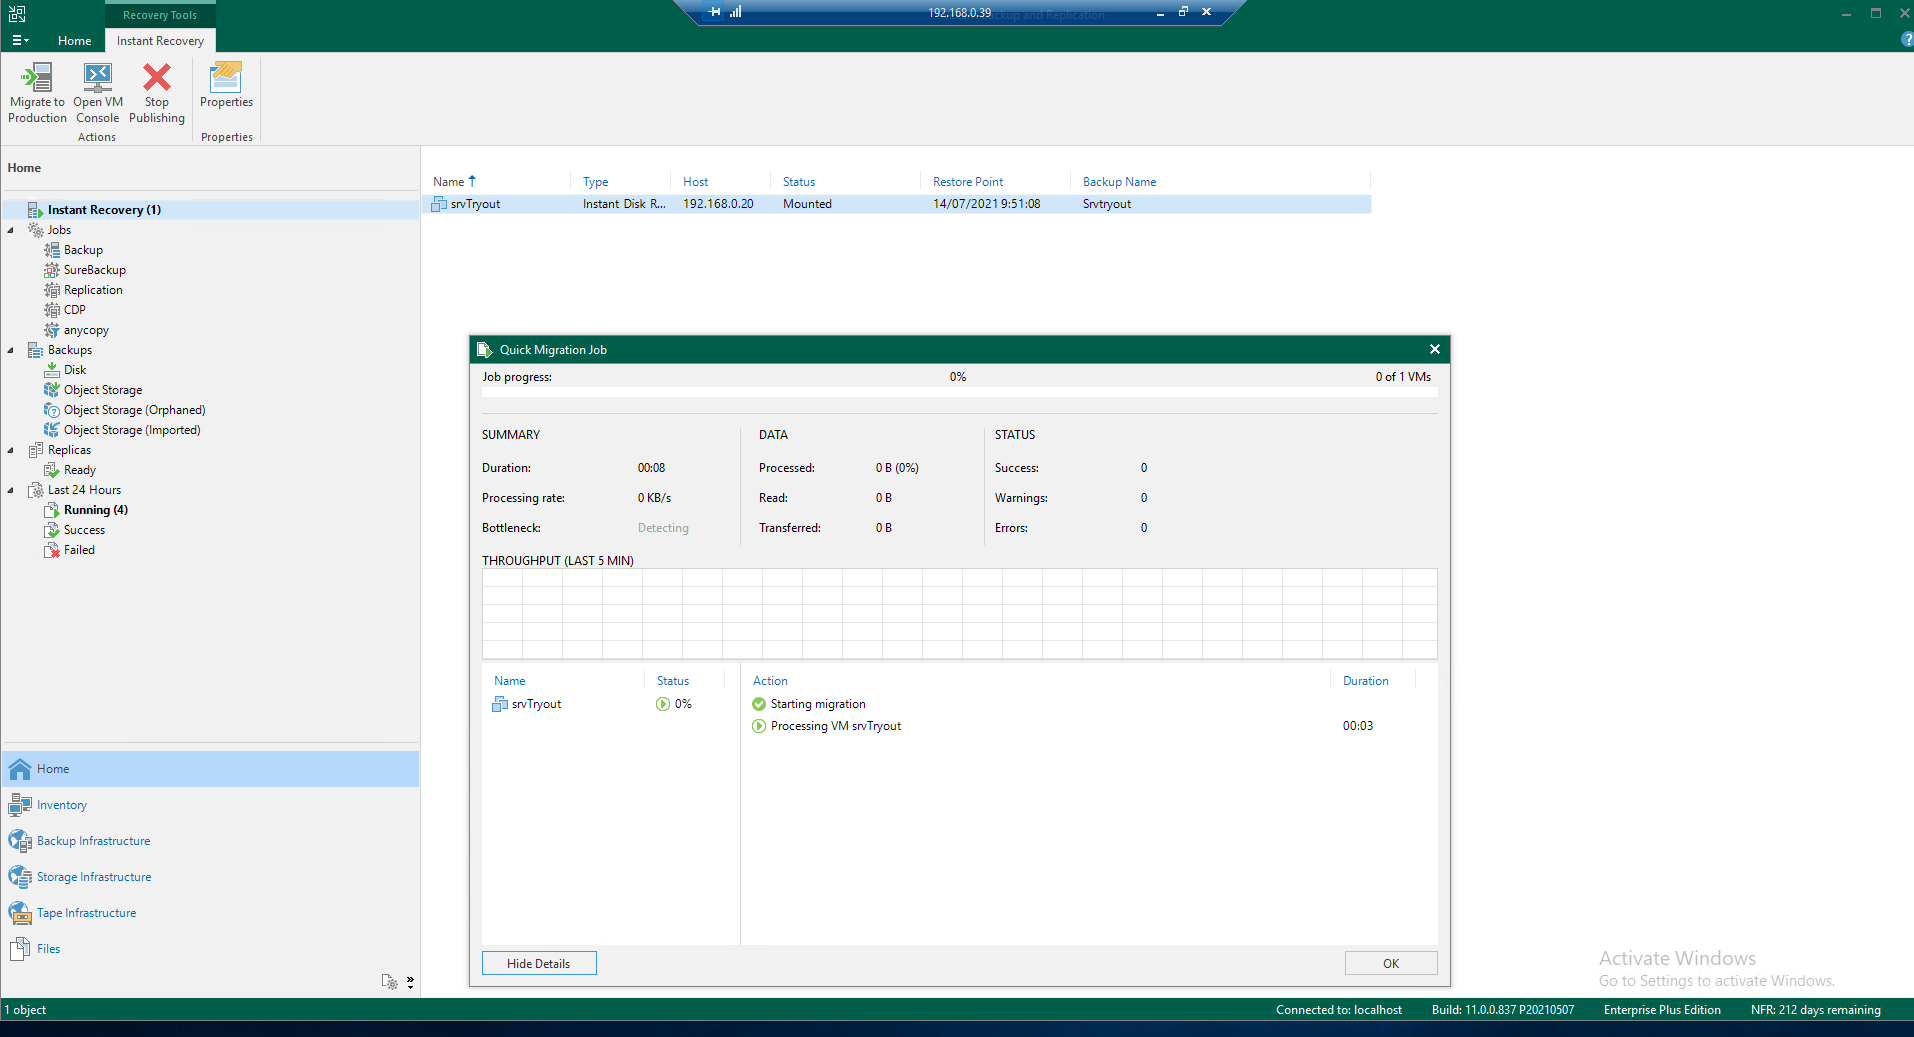 Recovery Tools
192.168.0.39
ckup and Replication
Home
Instant Recovery
Migrate to
Production
Open VM
Console
Stop
Publishing
Properties
Actions
Properties
Home
Instant Recovery (1)
Jobs
Backup
SureBackup
Replication
CDP
anycopy
Backups
Disk
Object Storage
Object Storage (Orphaned)
Object Storage (Imported)
Replicas
Ready
Last 24 Hours
Running (4)
Success
Failed
Home
Inventory
Backup Infrastructure
Storage Infrastructure
Tape Infrastructure
Files
Name Type Host Status Restore Point Backup Name
srvTryout Instant Disk R... 192.168.0.20 Mounted 14/07/2021 9:51:08 Srvtryout
Quick Migration Job
Job progress: 0% 0 of 1 VMs
SUMMARY
Duration: 00:08
Processing rate: 0 KB/s
Bottleneck: Detecting
DATA
Processed: 0 B (0%)
Read: 0 B
Transferred: 0 B
STATUS
Success: 0
Warnings: 0
Errors: 0
THROUGHPUT (LAST 5 MIN)
Name Status
srvTryout 0%
Action Duration
Starting migration
Processing VM srvTryout 00:03
Hide Details
OK
Activate Windows
Go to Settings to activate Windows.
1 object
Connected to: localhost
Build: 11.0.0.837 P20210507
Enterprise Plus Edition
NFR: 212 days remaining